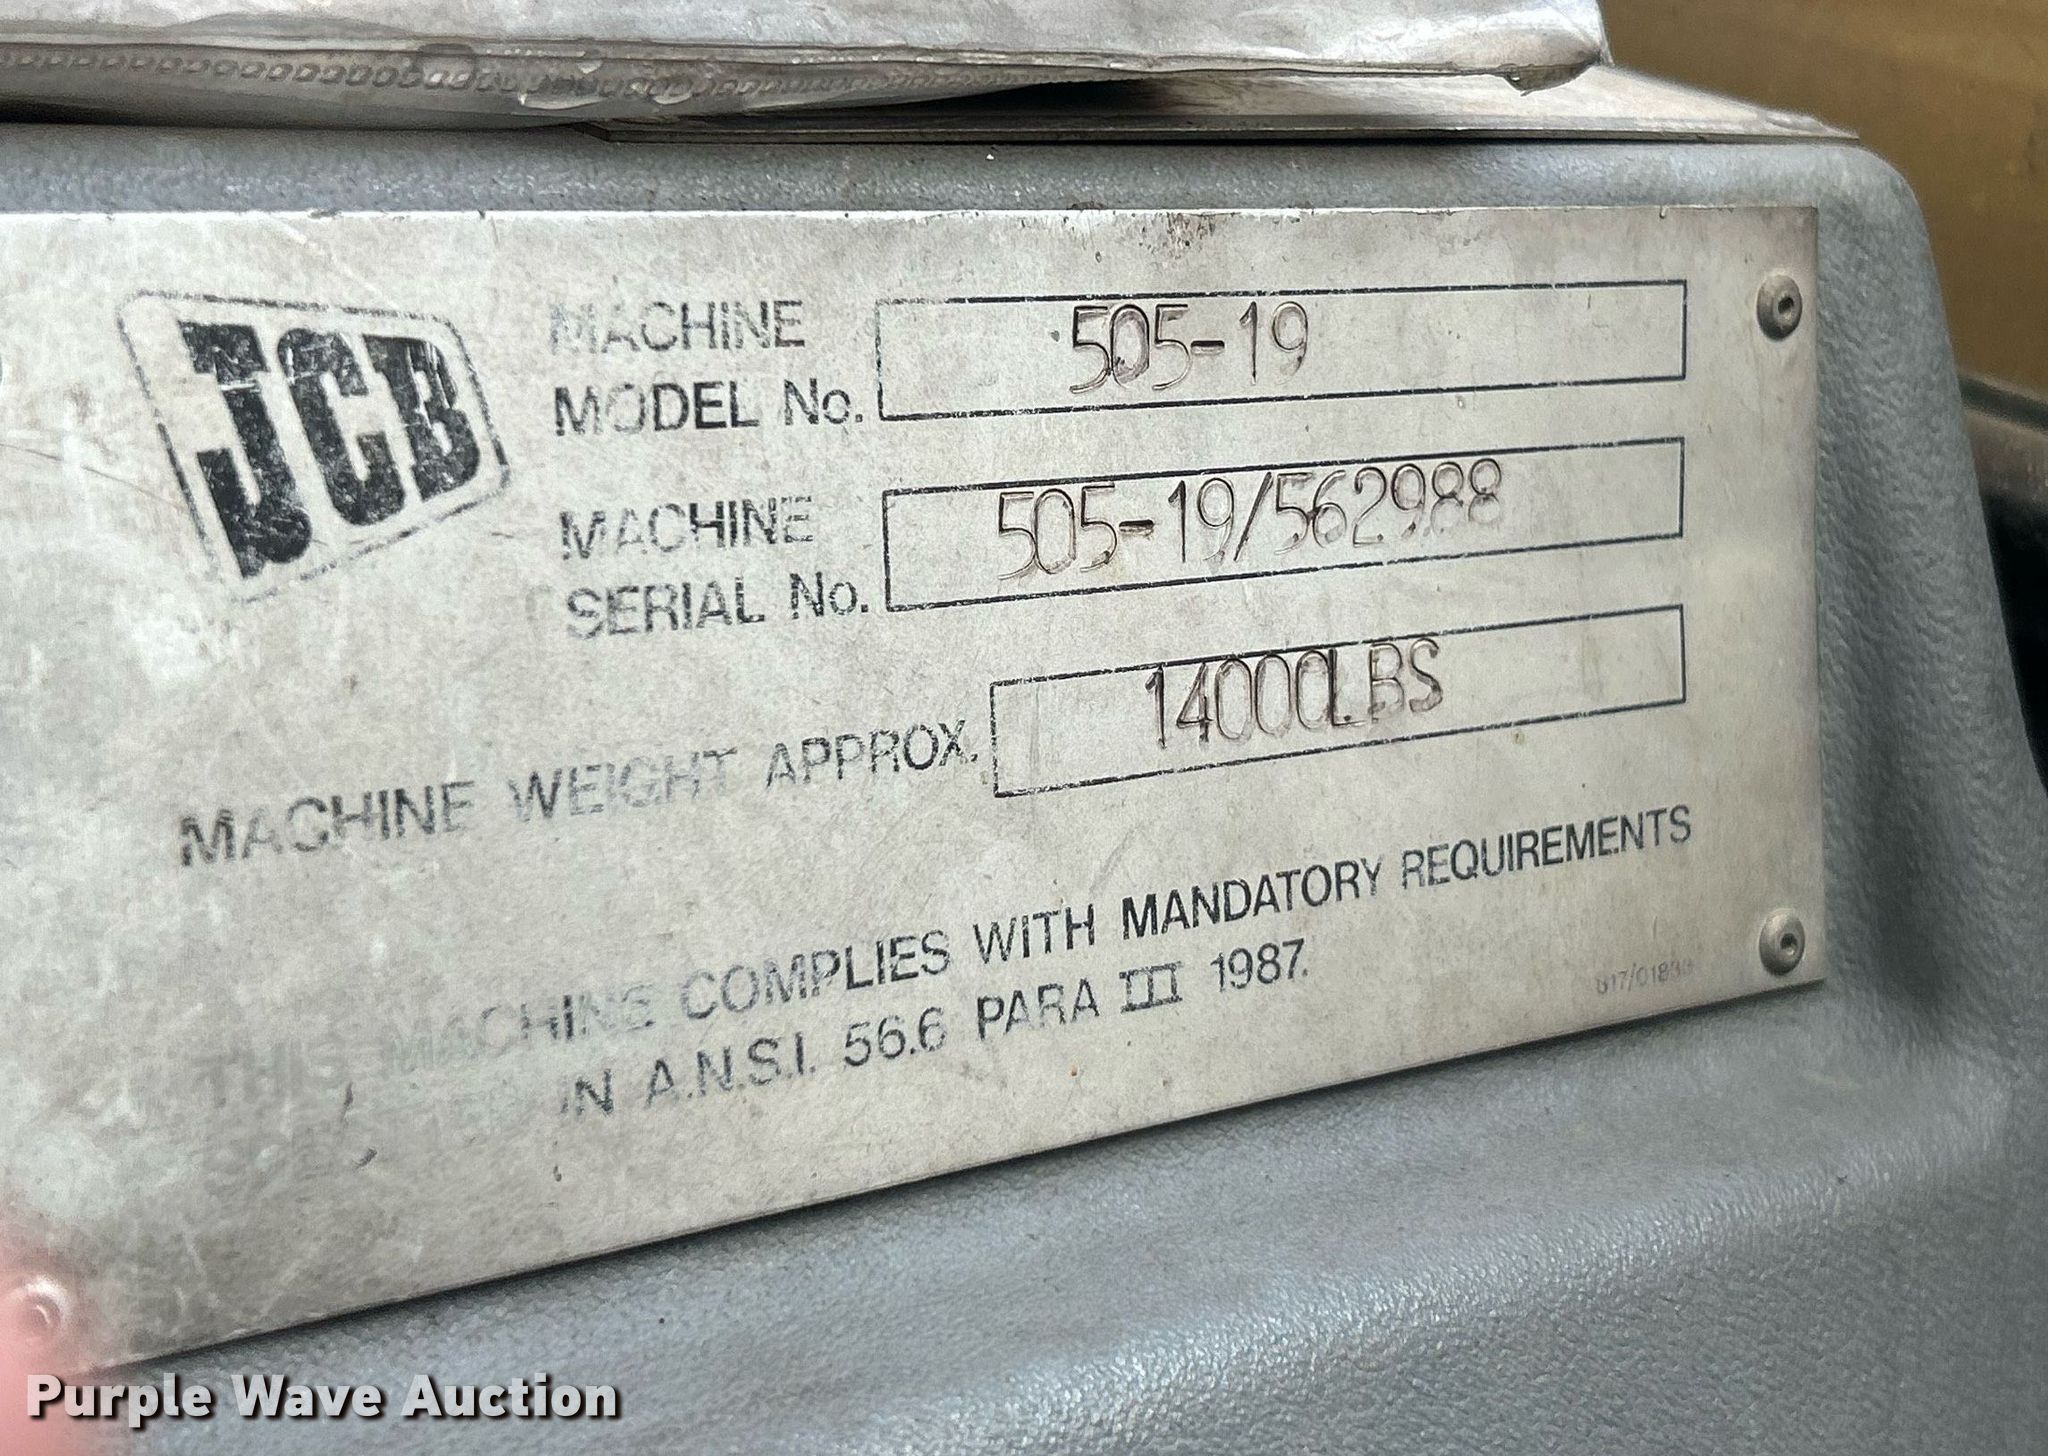 JCB
MACHINE
MODEL No.
505-19
MACHINE
SERIAL No.
505-19/562988
MACHINE WEIGHT APPROX.
14000LBS
THIS MACHINE COMPLIES WITH MANDATORY REQUIREMENTS
IN A.N.S.I. 56.6 PARA III 1987.
Purple Wave Auction